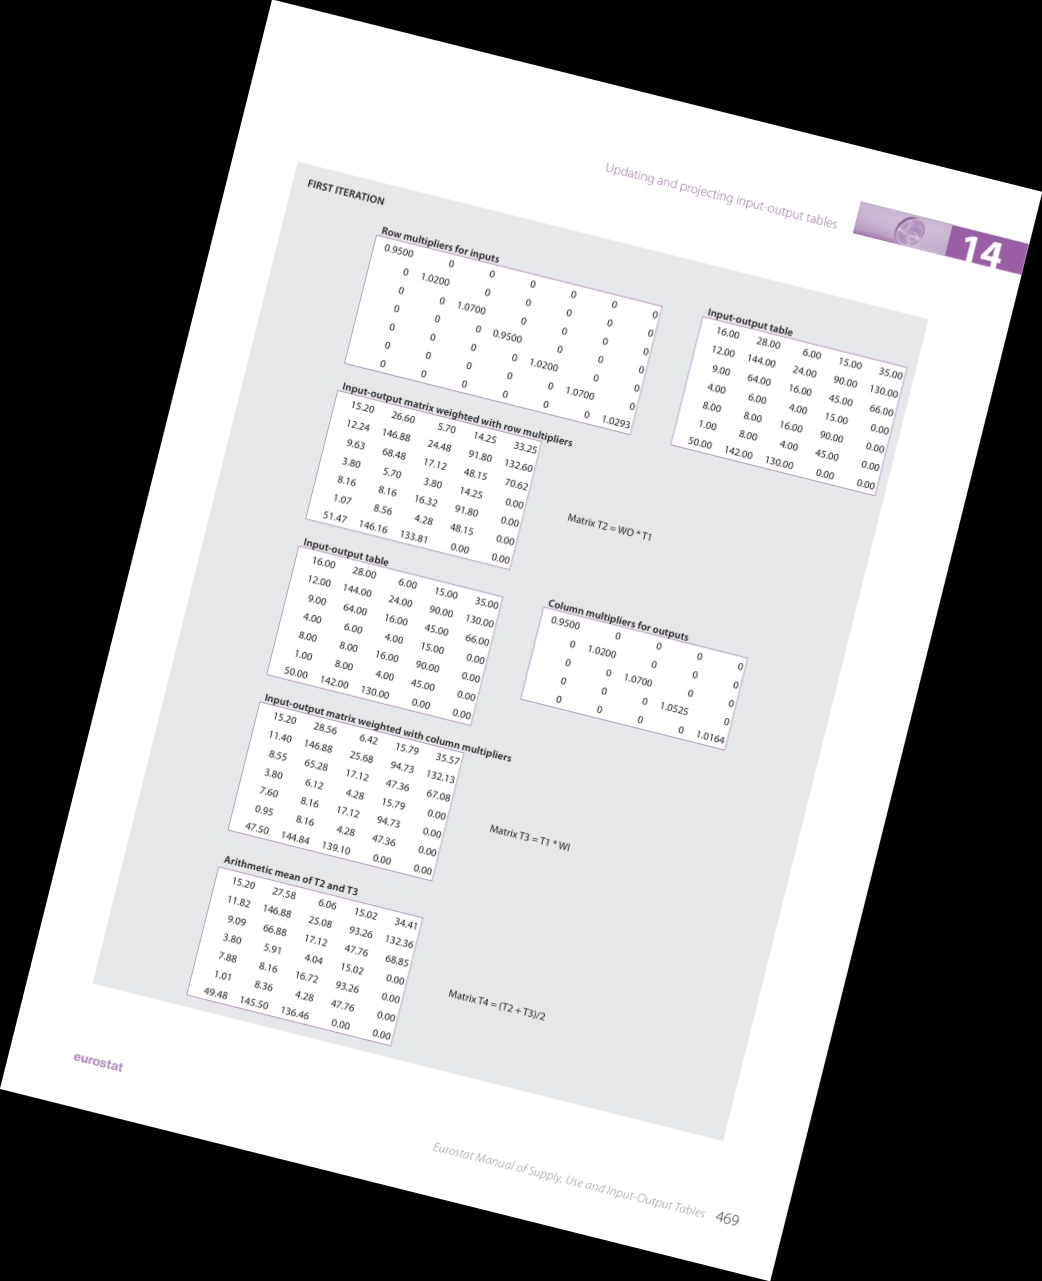 Updating and projecting input-output tables
14
FIRST ITERATION
Row multipliers for inputs
0.9500 0 0 0 0 0 0
0 1.0200 0 0 0 0 0
0 0 1.0700 0 0 0 0
0 0 0 0.9500 0 0 0
0 0 0 0 1.0200 0 0
0 0 0 0 0 1.0700 0
0 0 0 0 0 0 1.0293
Input-output table
16.00 28.00 6.00 15.00 35.00
12.00 144.00 24.00 90.00 130.00
9.00 64.00 16.00 45.00 66.00
4.00 6.00 4.00 15.00 0.00
8.00 8.00 16.00 90.00 0.00
1.00 8.00 4.00 45.00 0.00
50.00 142.00 130.00 0.00 0.00
Input-output matrix weighted with row multipliers
15.20 26.60 5.70 14.25 33.25
12.24 146.88 24.48 91.80 132.60
9.63 68.48 17.12 48.15 70.62
3.80 5.70 3.80 14.25 0.00
8.16 8.16 16.32 91.80 0.00
1.07 8.56 4.28 48.15 0.00
51.47 146.16 133.81 0.00 0.00
Matrix T2 = WO * T1
Input-output table
16.00 28.00 6.00 15.00 35.00
12.00 144.00 24.00 90.00 130.00
9.00 64.00 16.00 45.00 66.00
4.00 6.00 4.00 15.00 0.00
8.00 8.00 16.00 90.00 0.00
1.00 8.00 4.00 45.00 0.00
50.00 142.00 130.00 0.00 0.00
Column multipliers for outputs
0.9500 0 0 0 0
0 1.0200 0 0 0
0 0 1.0700 0 0
0 0 0 1.0525 0
0 0 0 0 1.0164
Input-output matrix weighted with column multipliers
15.20 28.56 6.42 15.79 35.57
11.40 146.88 25.68 94.73 132.13
8.55 65.28 17.12 47.36 67.08
3.80 6.12 4.28 15.79 0.00
7.60 8.16 17.12 94.73 0.00
0.95 8.16 4.28 47.36 0.00
47.50 144.84 139.10 0.00 0.00
Matrix T3 = T1 * WI
Arithmetic mean of T2 and T3
15.20 27.58 6.06 15.02 34.41
11.82 146.88 25.08 93.26 132.36
9.09 66.88 17.12 47.76 68.85
3.80 5.91 4.04 15.02 0.00
7.88 8.16 16.72 93.26 0.00
1.01 8.36 4.28 47.76 0.00
49.48 145.50 136.46 0.00 0.00
Matrix T4 = (T2 + T3)/2
eurostat
Eurostat Manual of Supply, Use and Input-Output Tables 469